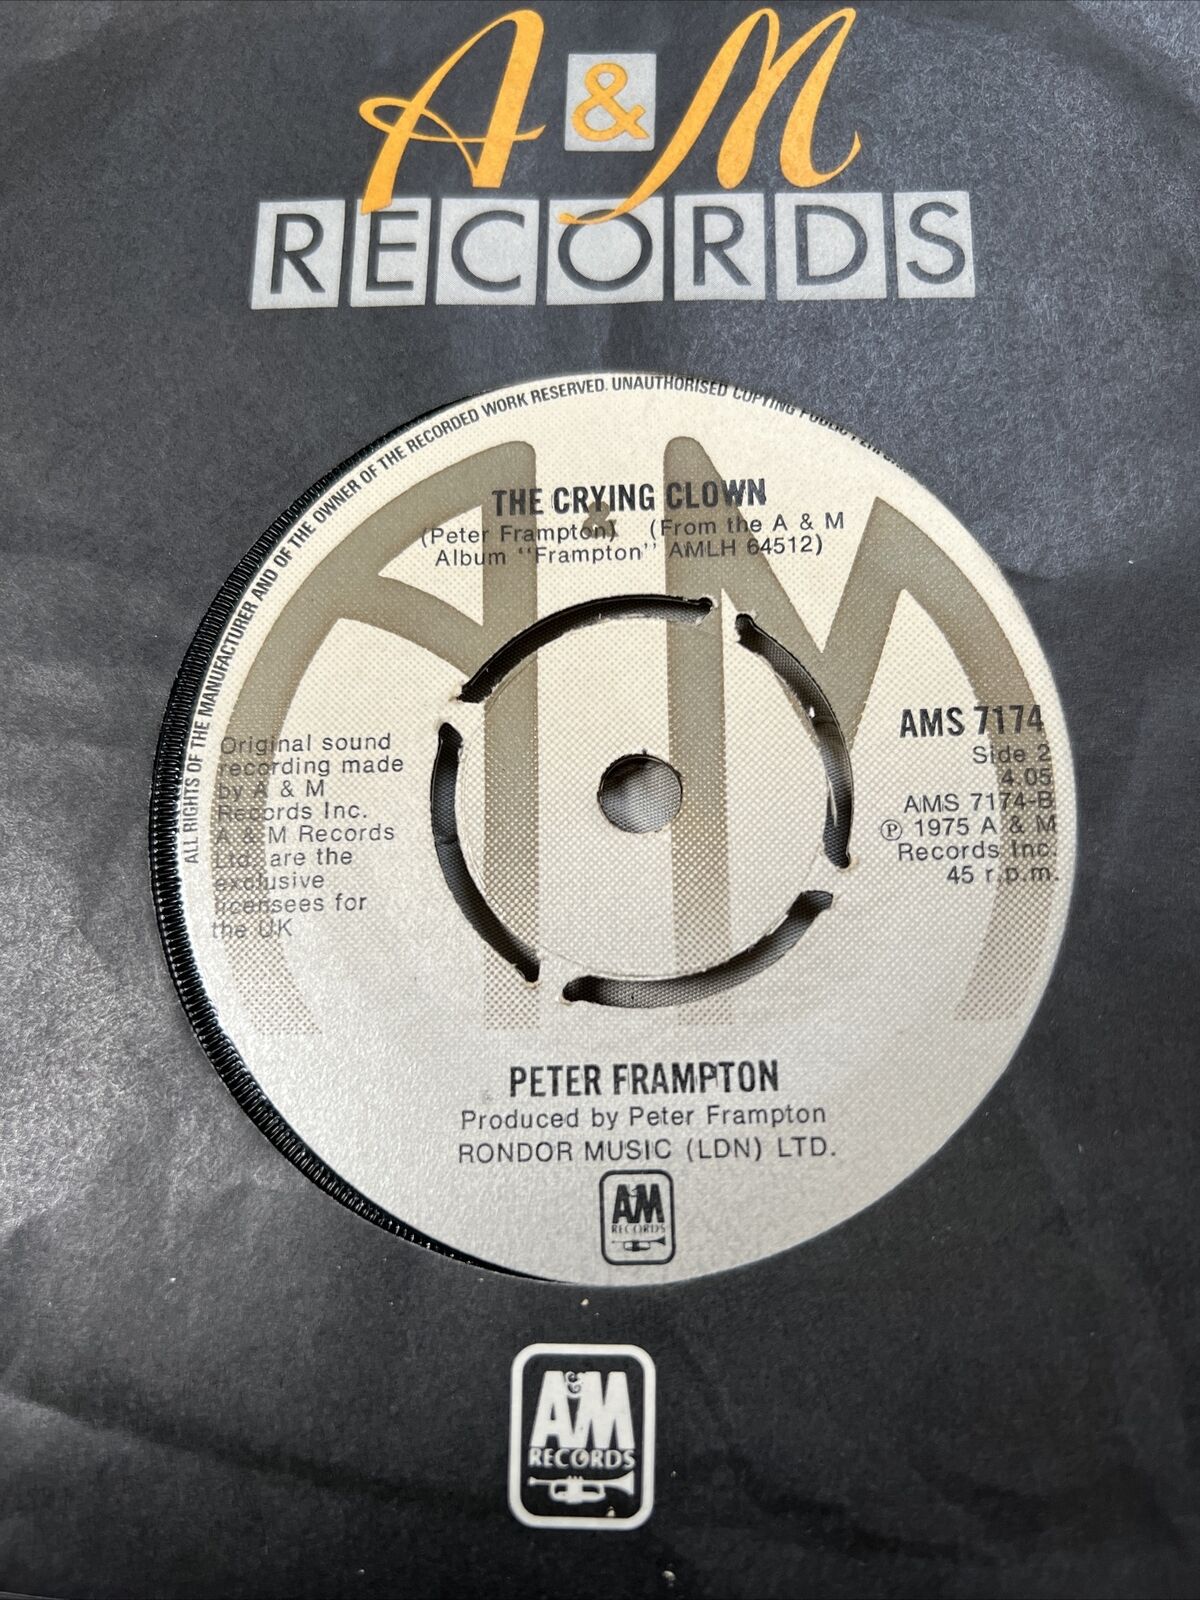 A & M
RECORDS
ALL RIGHTS OF THE MANUFACTURER AND OF THE OWNER OF THE RECORDED WORK RESERVED. UNAUTHORISED COPYING PUBLIC
THE CRYING CLOWN
(Peter Frampton) (From the A & M
Album "Frampton" AMLH 64512)
Original sound
recording made
by A & M
Records Inc.
A & M Records
Ltd. are the
exclusive
licensees for
the UK
AMS 7174
Side 2
4.05
AMS 7174-B
℗ 1975 A & M
Records Inc.
45 r.p.m.
PETER FRAMPTON
Produced by Peter Frampton
RONDOR MUSIC (LDN) LTD.
A&M
RECORDS
A&M
RECORDS